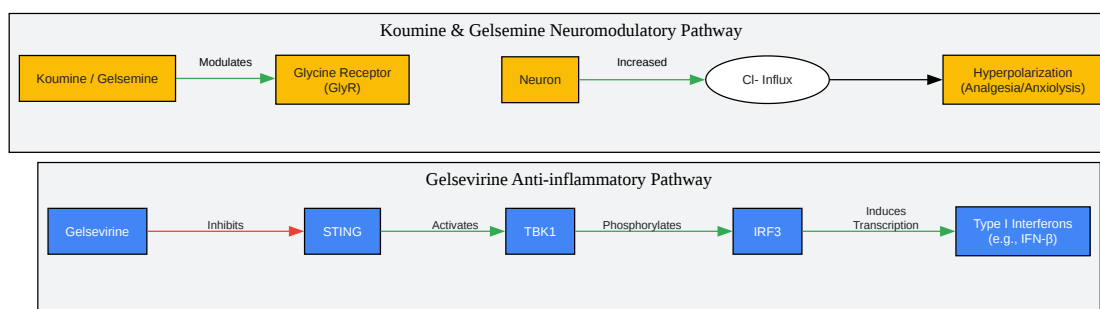 Koumine & Gelsemine Neuromodulatory Pathway
Koumine / Gelsemine
Modulates
Glycine Receptor
(GlyR)
Neuron
Increased
Cl- Influx
Hyperpolarization
(Analgesia/Anxiolysis)
Gelsevirine Anti-inflammatory Pathway
Gelsevirine
Inhibits
STING
Activates
TBK1
Phosphorylates
IRF3
Induces
Transcription
Type I Interferons
(e.g., IFN-β)